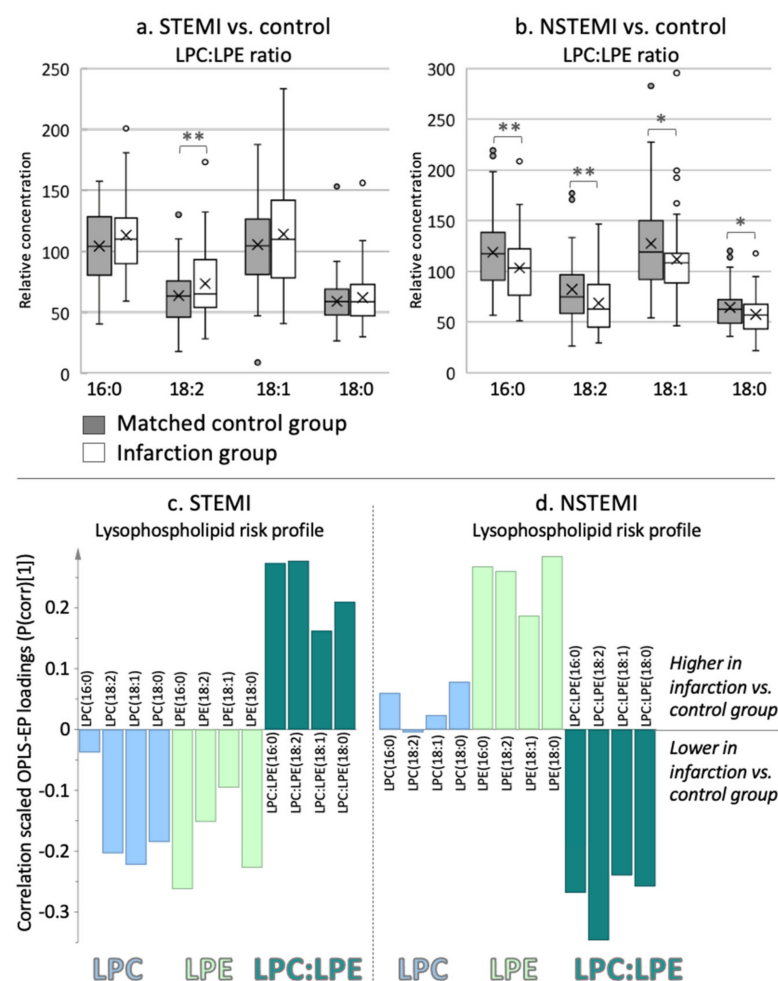 a. STEMI vs. control
LPC:LPE ratio
Relative concentration
250
200
150
100
50
0
**
16:0
18:2
18:1
18:0
b. NSTEMI vs. control
LPC:LPE ratio
Relative concentration
300
250
200
150
100
50
0
**
**
*
*
16:0
18:2
18:1
18:0
Matched control group
Infarction group
c. STEMI
Lysophospholipid risk profile
Correlation scaled OPLS-EP loadings (P(corr)[1])
0.2
0.1
0
-0.1
-0.2
-0.3
LPC(16:0)
LPC(18:2)
LPC(18:1)
LPC(18:0)
LPE(16:0)
LPE(18:2)
LPE(18:1)
LPE(18:0)
LPC:LPE(16:0)
LPC:LPE(18:2)
LPC:LPE(18:1)
LPC:LPE(18:0)
LPC
LPE
LPC:LPE
d. NSTEMI
Lysophospholipid risk profile
LPC(16:0)
LPC(18:2)
LPC(18:1)
LPC(18:0)
LPE(16:0)
LPE(18:2)
LPE(18:1)
LPE(18:0)
LPC:LPE(16:0)
LPC:LPE(18:2)
LPC:LPE(18:1)
LPC:LPE(18:0)
Higher in
infarction vs.
control group
Lower in
infarction vs.
control group
LPC
LPE
LPC:LPE